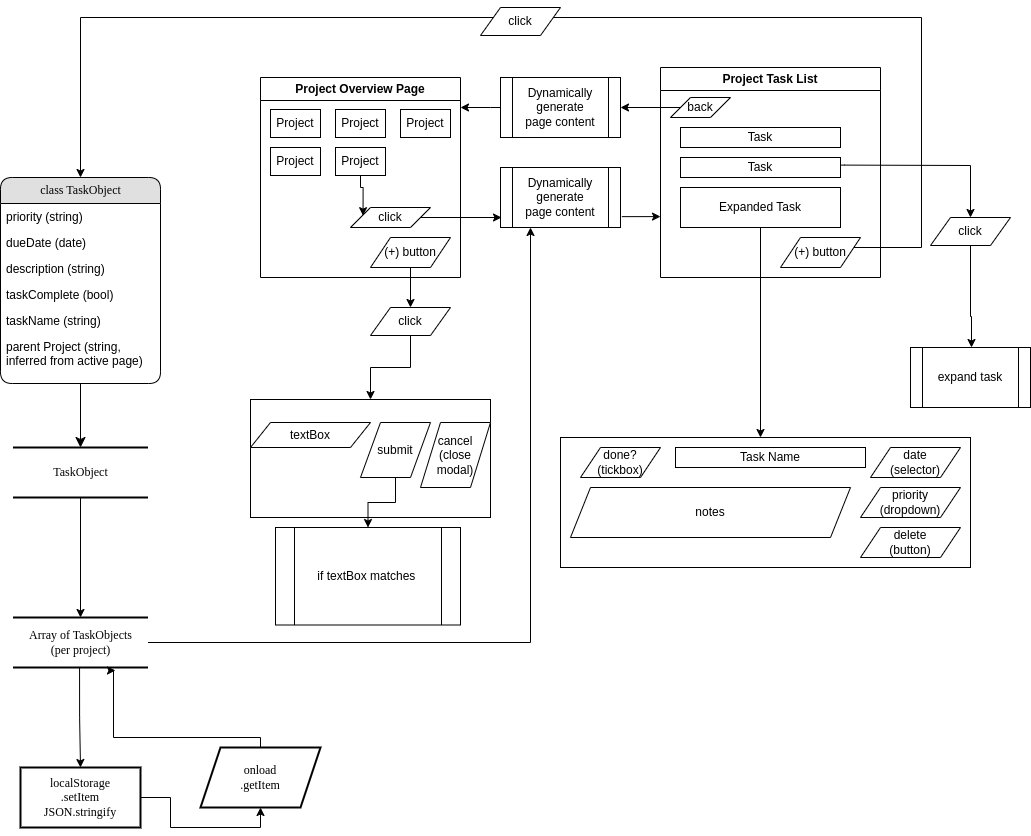 click
Project Overview Page
Project
Project
Project
Project
Project
click
(+) button
Dynamically
generate
page content
Dynamically
generate
page content
Project Task List
back
Task
Task
Expanded Task
(+) button
click
expand task
class TaskObject
priority (string)
dueDate (date)
description (string)
taskComplete (bool)
taskName (string)
parent Project (string,
inferred from active page)
click
textBox
submit
cancel
(close
modal)
if textBox matches
done?
(tickbox)
Task Name
date
(selector)
notes
priority
(dropdown)
delete
(button)
TaskObject
Array of TaskObjects
(per project)
localStorage
.setItem
JSON.stringify
onload
.getItem